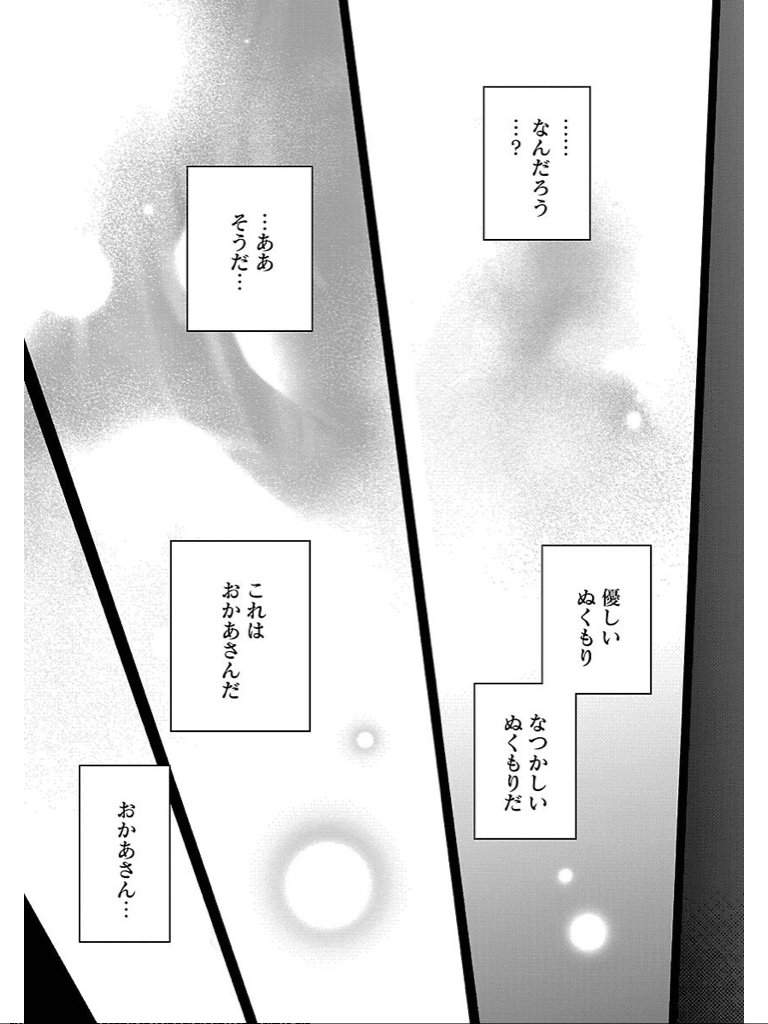 ……
なんだろう
…？
優しい
ぬくもり
なつかしい
ぬくもりだ
…ああ
そうだ…
これは
おかあさんだ
おかあさん…